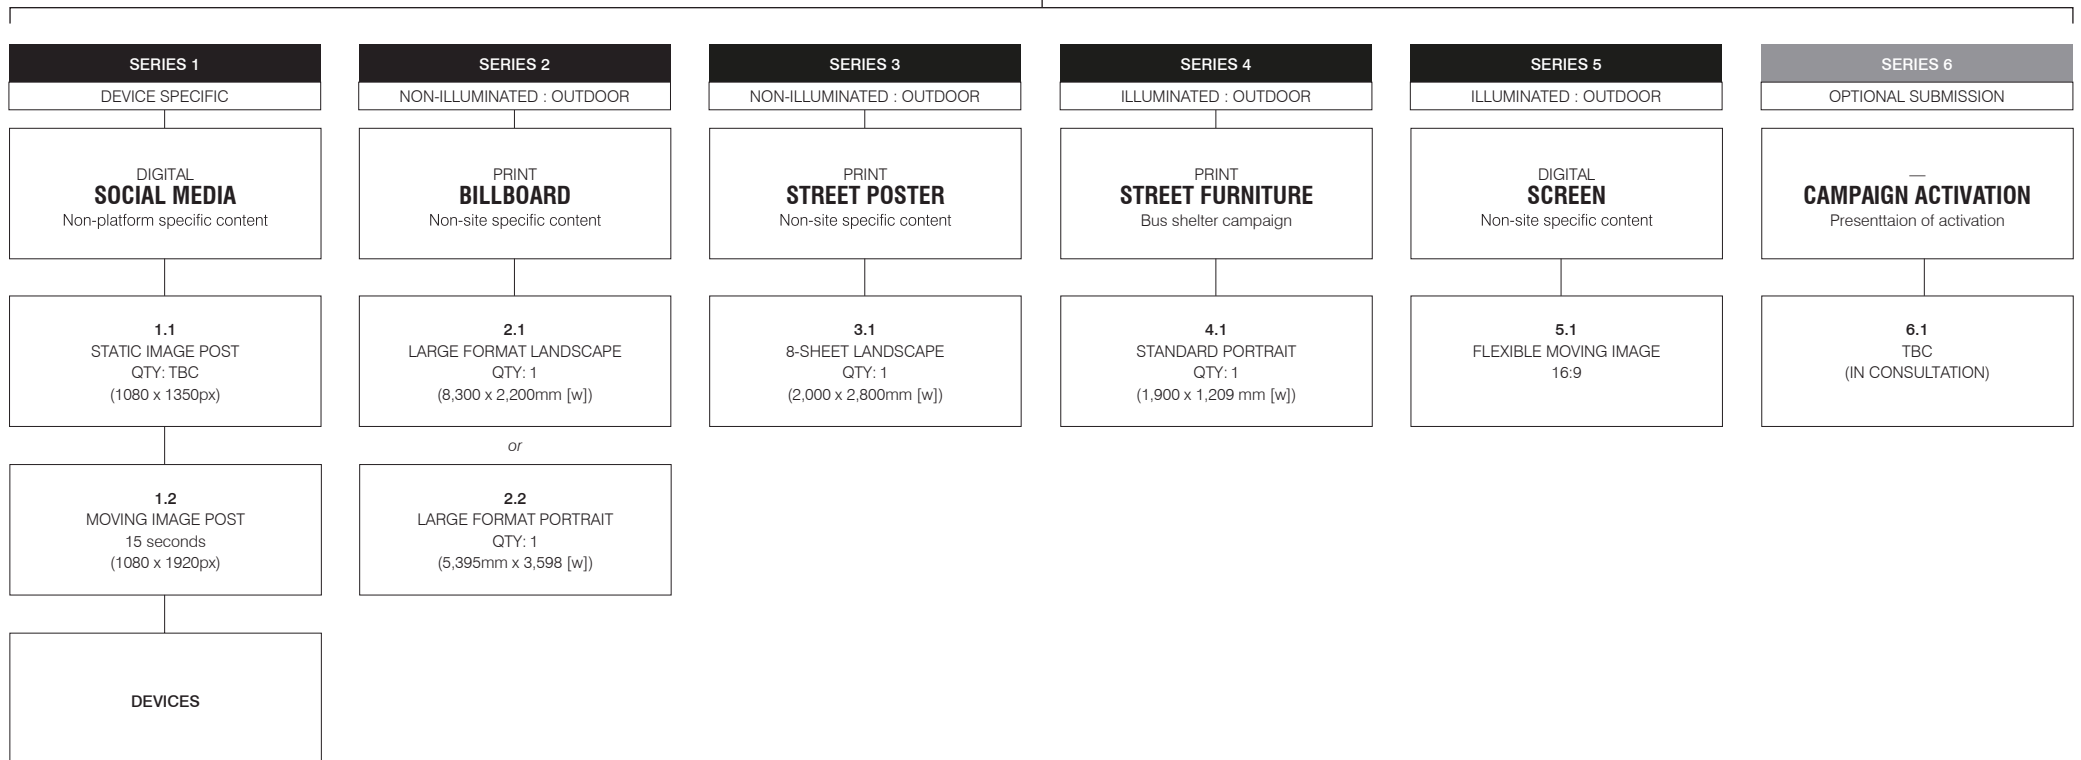 SERIES 1
DEVICE SPECIFIC
DIGITAL
SOCIAL MEDIA
Non-platform specific content
1.1
STATIC IMAGE POST
QTY: TBC
(1080 x 1350px)
1.2
MOVING IMAGE POST
15 seconds
(1080 x 1920px)
DEVICES
SERIES 2
NON-ILLUMINATED : OUTDOOR
PRINT
BILLBOARD
Non-site specific content
2.1
LARGE FORMAT LANDSCAPE
QTY: 1
(8,300 x 2,200mm [w])
or
2.2
LARGE FORMAT PORTRAIT
QTY: 1
(5,395mm x 3,598 [w])
SERIES 3
NON-ILLUMINATED : OUTDOOR
PRINT
STREET POSTER
Non-site specific content
3.1
8-SHEET LANDSCAPE
QTY: 1
(2,000 x 2,800mm [w])
SERIES 4
ILLUMINATED : OUTDOOR
PRINT
STREET FURNITURE
Bus shelter campaign
4.1
STANDARD PORTRAIT
QTY: 1
(1,900 x 1,209 mm [w])
SERIES 5
ILLUMINATED : OUTDOOR
DIGITAL
SCREEN
Non-site specific content
5.1
FLEXIBLE MOVING IMAGE
16:9
SERIES 6
OPTIONAL SUBMISSION
—
CAMPAIGN ACTIVATION
Presenttaion of activation
6.1
TBC
(IN CONSULTATION)